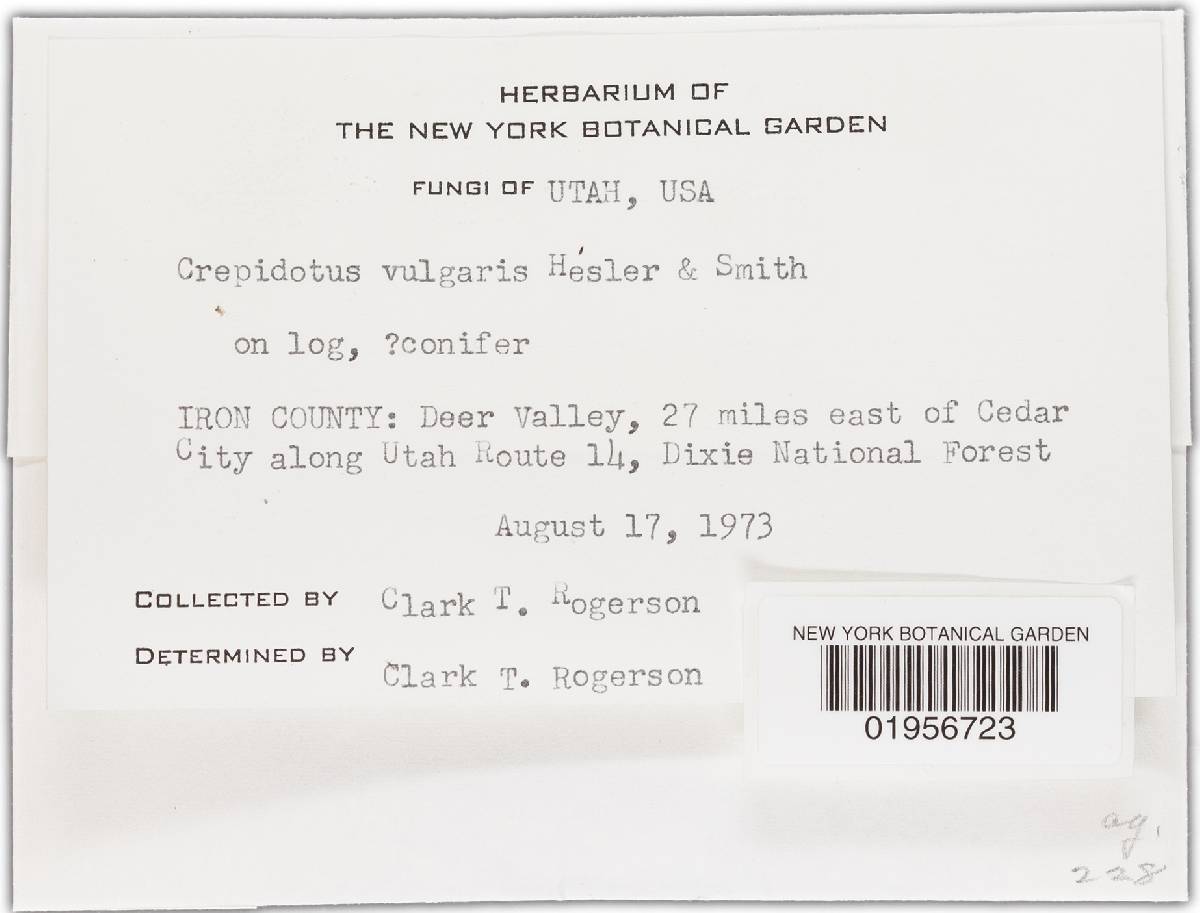 HERBARIUM OF
THE NEW YORK BOTANICAL GARDEN
FUNGI OF UTAH, USA
Crepidotus vulgaris Hesler & Smith
on log, ?conifer
IRON COUNTY: Deer Valley, 27 miles east of Cedar
City along Utah Route 14, Dixie National Forest
August 17, 1973
COLLECTED BY Clark T. Rogerson
DETERMINED BY Clark T. Rogerson
NEW YORK BOTANICAL GARDEN
01956723
ag.
228